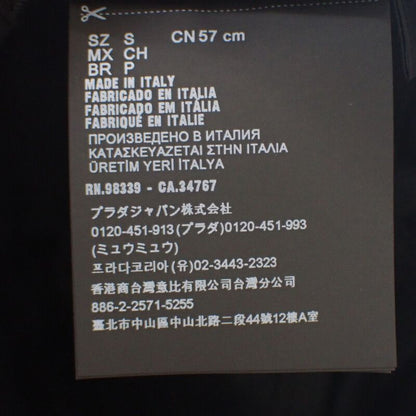 SZ S CN 57 cm
MX CH
BR P
MADE IN ITALY
FABRICADO EN ITALIA
FABRICADO EM ITÁLIA
FABRIQUÉ EN ITALIE
ПРОИЗВЕДЕНО В ИТАЛИЯ
ΚΑΤΑΣΚΕΥΑΖΕΤΑΙ ΣΤΗΝ ΙΤΑΛΙΑ
ÜRETİM YERİ İTALYA
RN.98339 - CA.34767
プラダジャパン株式会社
0120-451-913 (プラダ) 0120-451-993
(ミュウミュウ)
프라다코리아 (유) 02-3443-2323
香港商台灣意比有限公司台灣分公司
886-2-2571-5255
臺北市中山區中山北路二段44號12樓A室